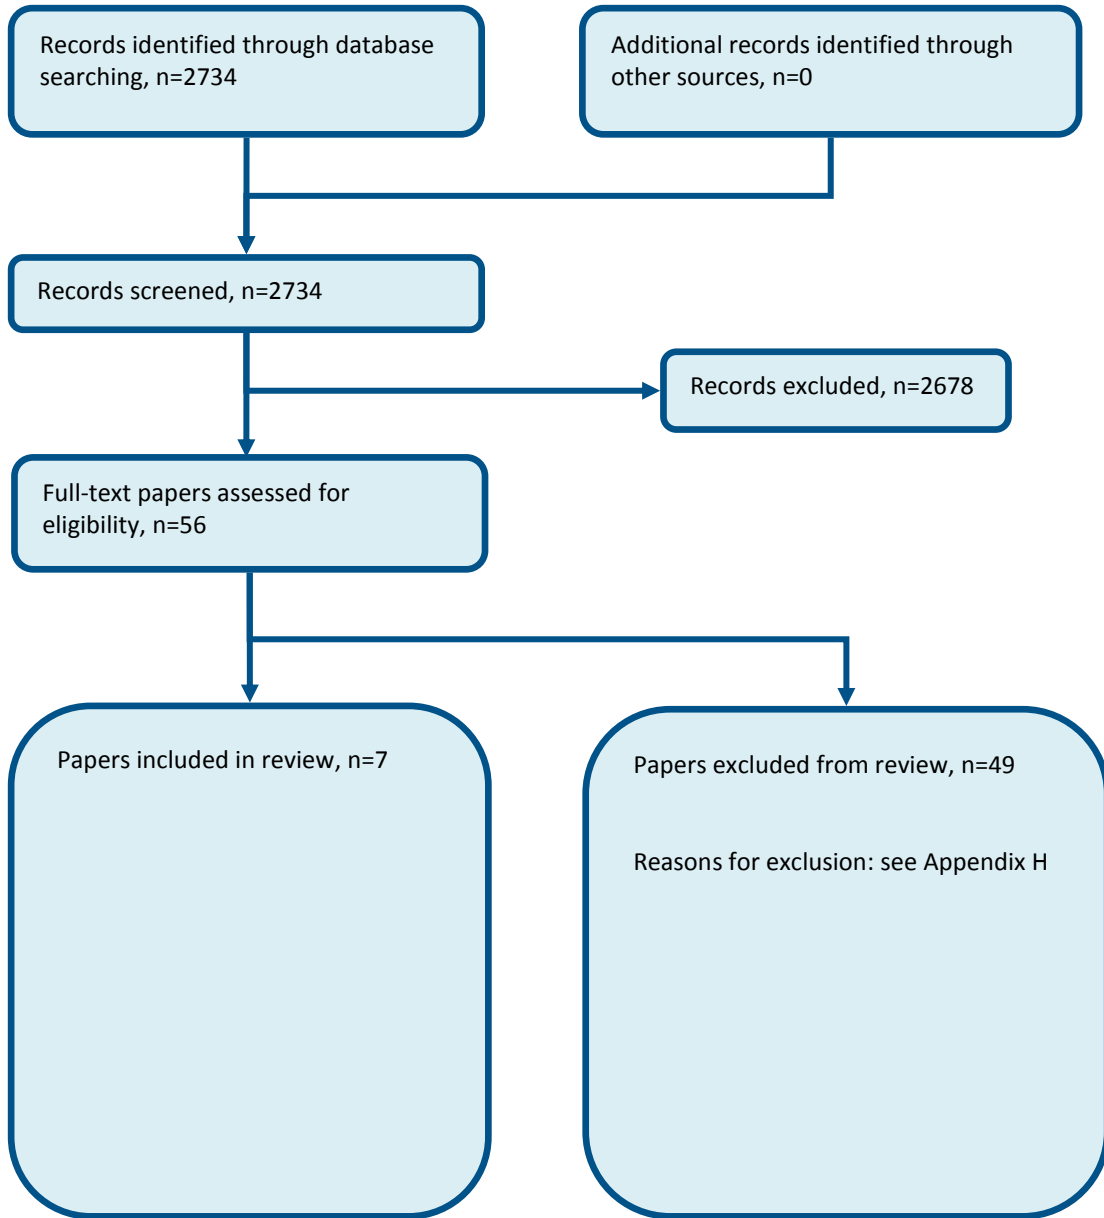 Records identified through database
searching, n=2734
Additional records identified through
other sources, n=0
Records screened, n=2734
Records excluded, n=2678
Full-text papers assessed for
eligibility, n=56
Papers included in review, n=7
Papers excluded from review, n=49
Reasons for exclusion: see Appendix H